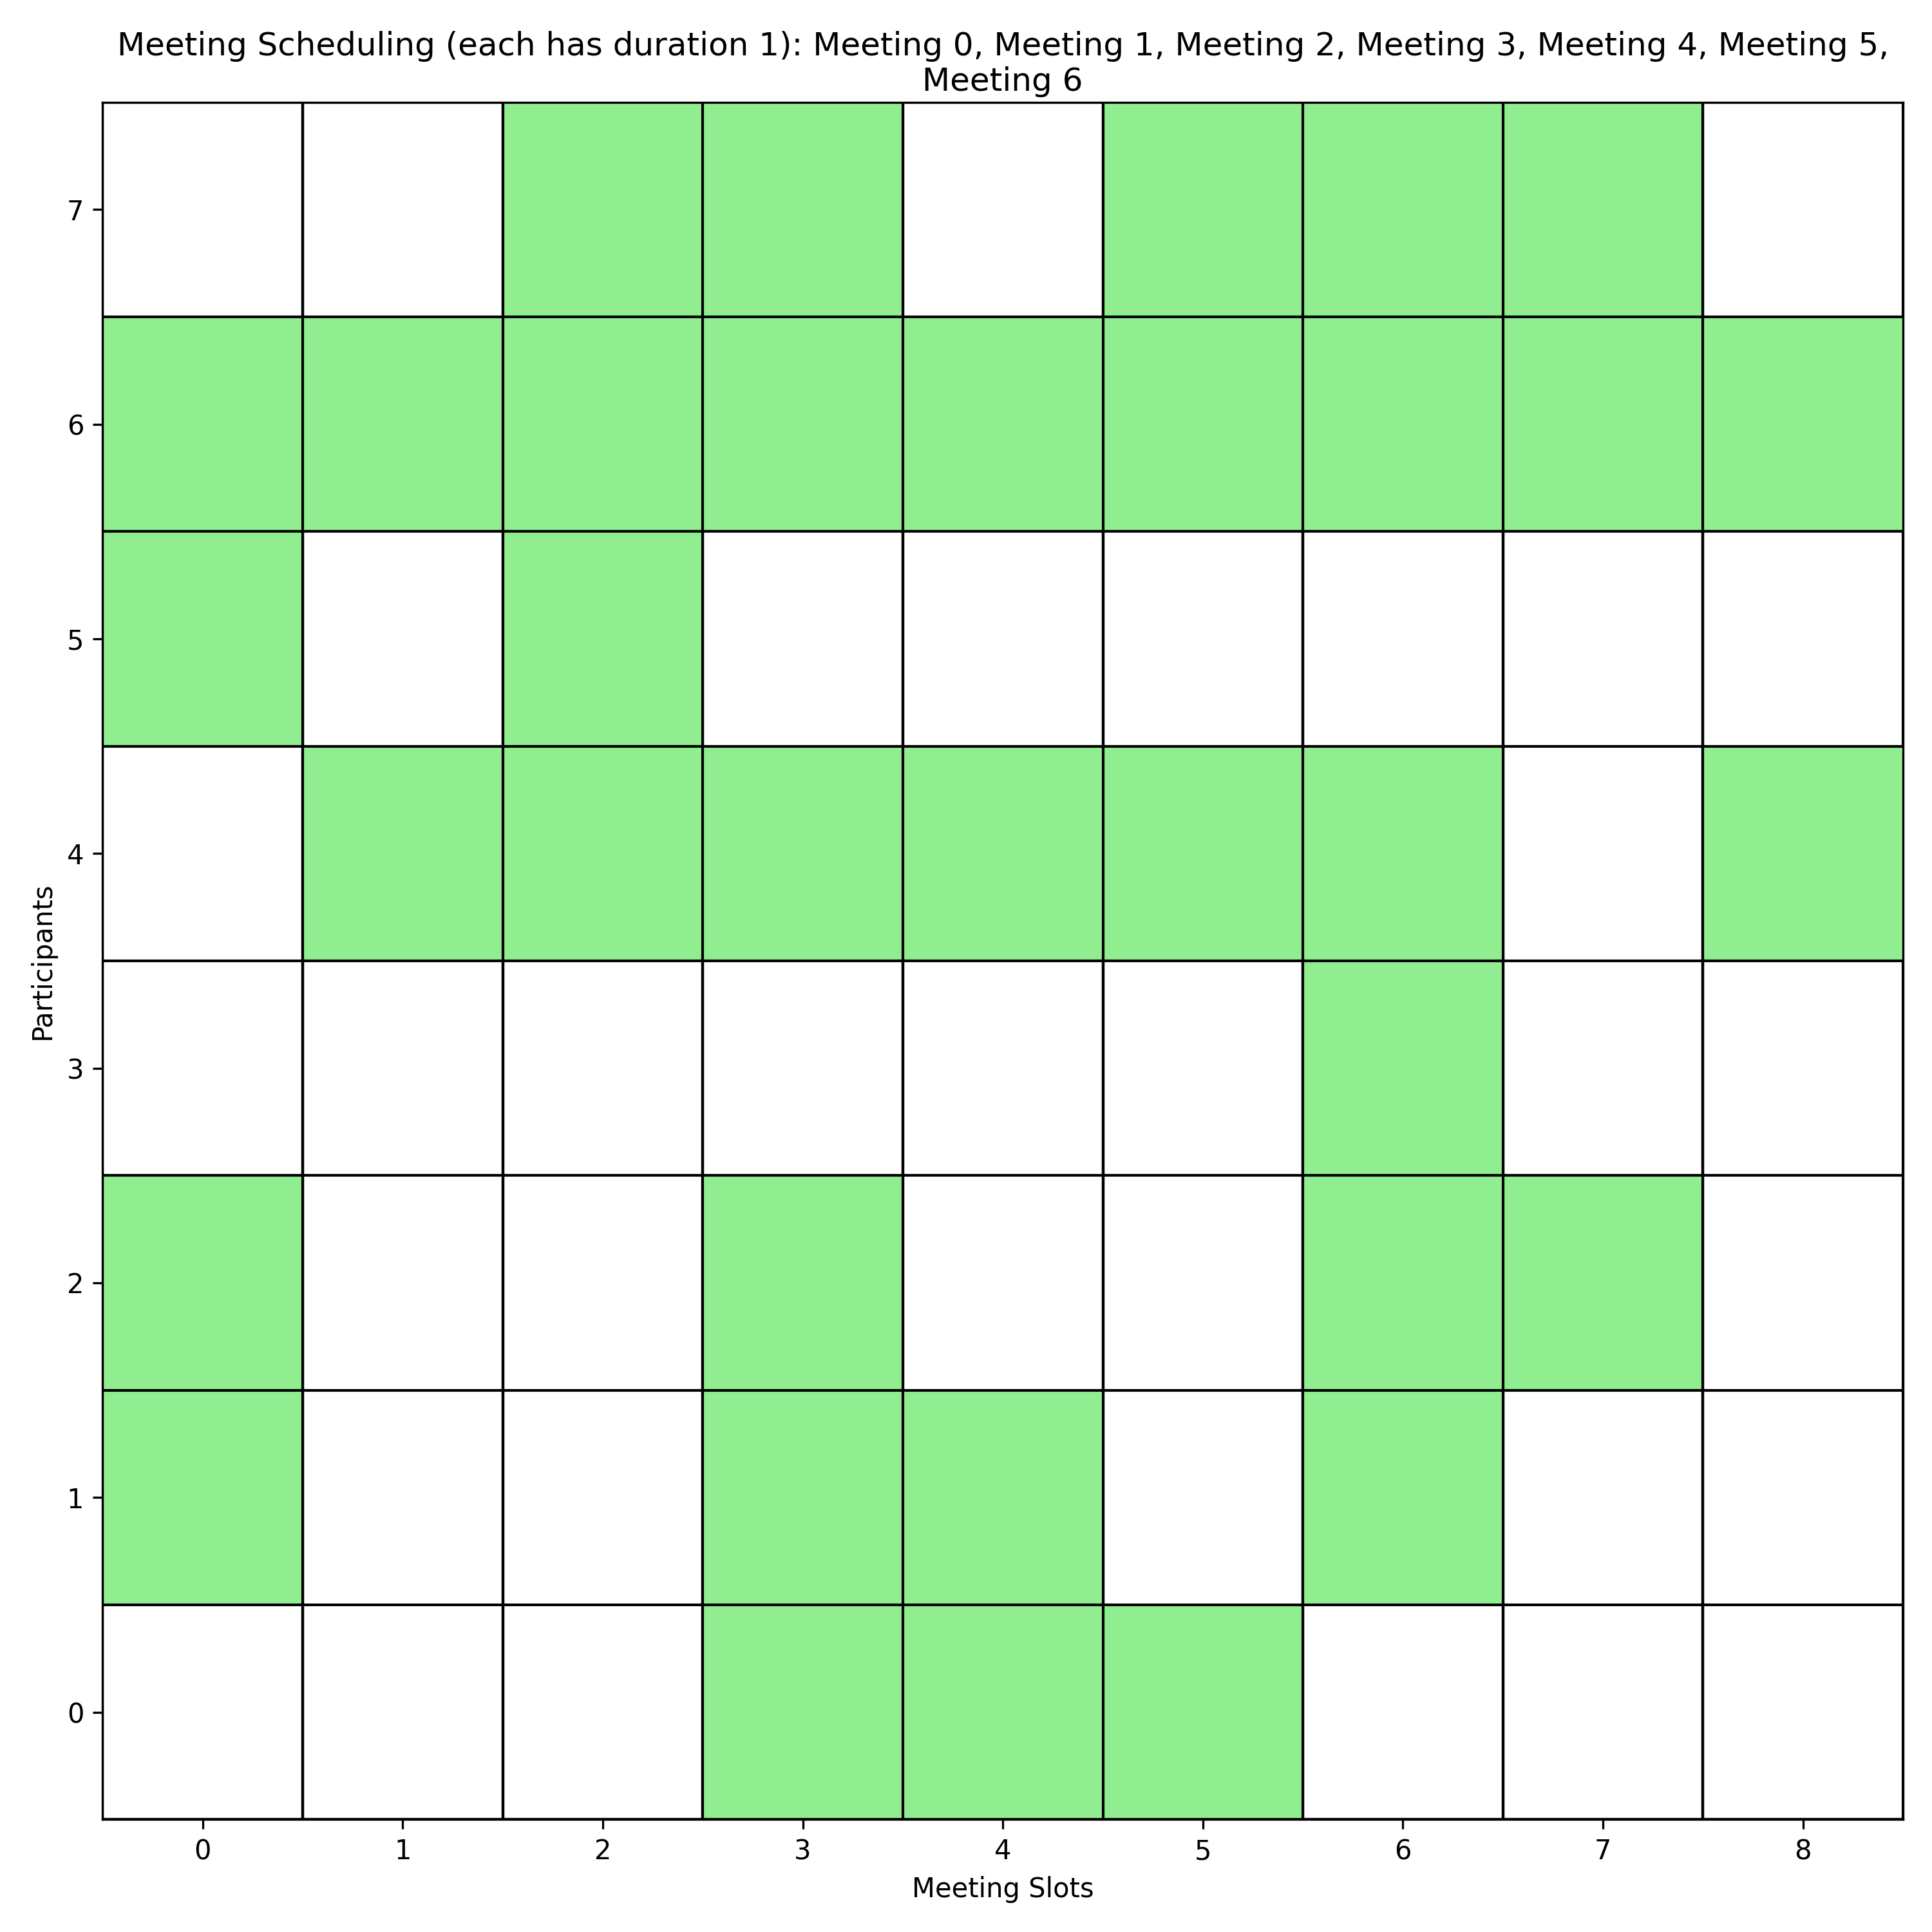 Meeting Scheduling (each has duration 1): Meeting 0, Meeting 1, Meeting 2, Meeting 3, Meeting 4, Meeting 5,
Meeting 6
7
6
5
4
3
2
1
0
Participants
0 1 2 3 4 5 6 7 8
Meeting Slots